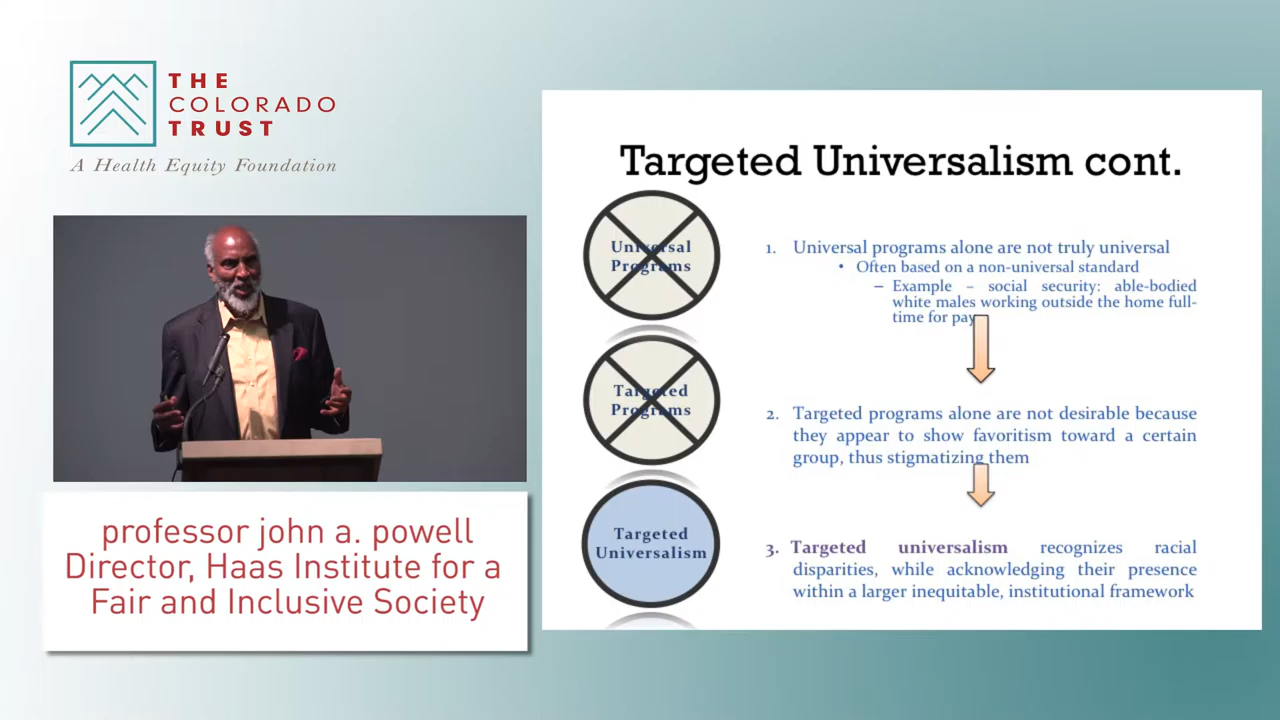 THE
COLORADO
TRUST
A Health Equity Foundation
professor john a. powell
Director, Haas Institute for a
Fair and Inclusive Society
Targeted Universalism cont.
Universal
Programs
1. Universal programs alone are not truly universal
• Often based on a non-universal standard
– Example – social security: able-bodied
white males working outside the home full-
time for pay
Targeted
Programs
2. Targeted programs alone are not desirable because
they appear to show favoritism toward a certain
group, thus stigmatizing them
Targeted
Universalism
3. Targeted universalism recognizes racial
disparities, while acknowledging their presence
within a larger inequitable, institutional framework